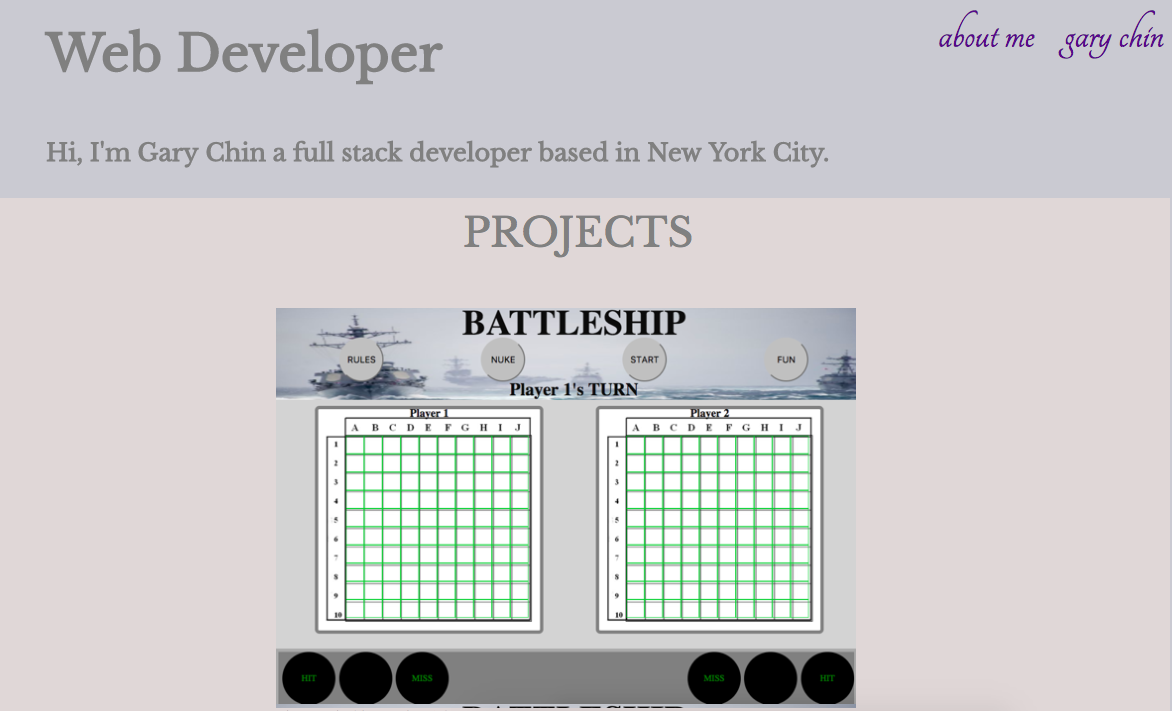 Web Developer
about me gary chin
Hi, I'm Gary Chin a full stack developer based in New York City.
PROJECTS
BATTLESHIP
RULES NUKE START FUN
Player 1's TURN
Player 1 Player 2
A B C D E F G H I J A B C D E F G H I J
1 1
2 2
3 3
4 4
5 5
6 6
7 7
8 8
9 9
10 10
HIT MISS MISS HIT